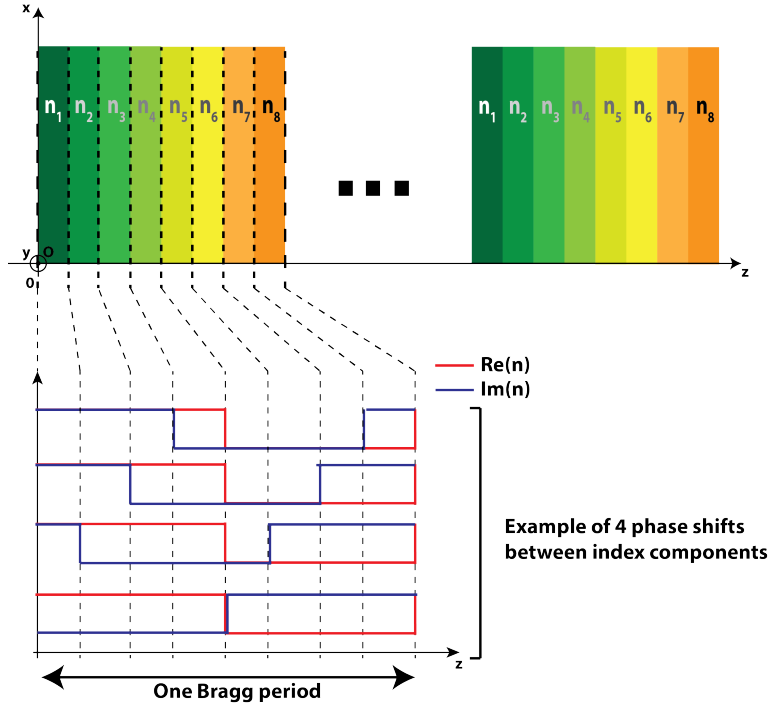 x
n1 n2 n3 n4 n5 n6 n7 n8
n1 n2 n3 n4 n5 n6 n7 n8
y O
0
z
Re(n)
Im(n)
Example of 4 phase shifts
between index components
z
One Bragg period